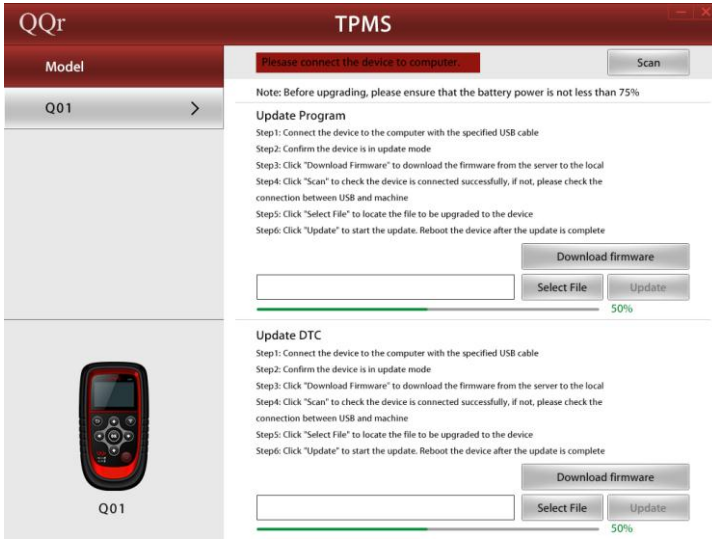 QQr
TPMS
Model
Plesase connect the device to computer.
Scan
Q01
Note: Before upgrading, please ensure that the battery power is not less than 75%
Update Program
Step1: Connect the device to the computer with the specified USB cable
Step2: Confirm the device is in update mode
Step3: Click "Download Firmware" to download the firmware from the server to the local
Step4: Click "Scan" to check the device is connected successfully, if not, please check the
connection between USB and machine
Step5: Click "Select File" to locate the file to be upgraded to the device
Step6: Click "Update" to start the update. Reboot the device after the update is complete
Download firmware
Select File
Update
50%
Update DTC
Step1: Connect the device to the computer with the specified USB cable
Step2: Confirm the device is in update mode
Step3: Click "Download Firmware" to download the firmware from the server to the local
Step4: Click "Scan" to check the device is connected successfully, if not, please check the
connection between USB and machine
Step5: Click "Select File" to locate the file to be upgraded to the device
Step6: Click "Update" to start the update. Reboot the device after the update is complete
Download firmware
Select File
Update
50%
OK
Q01